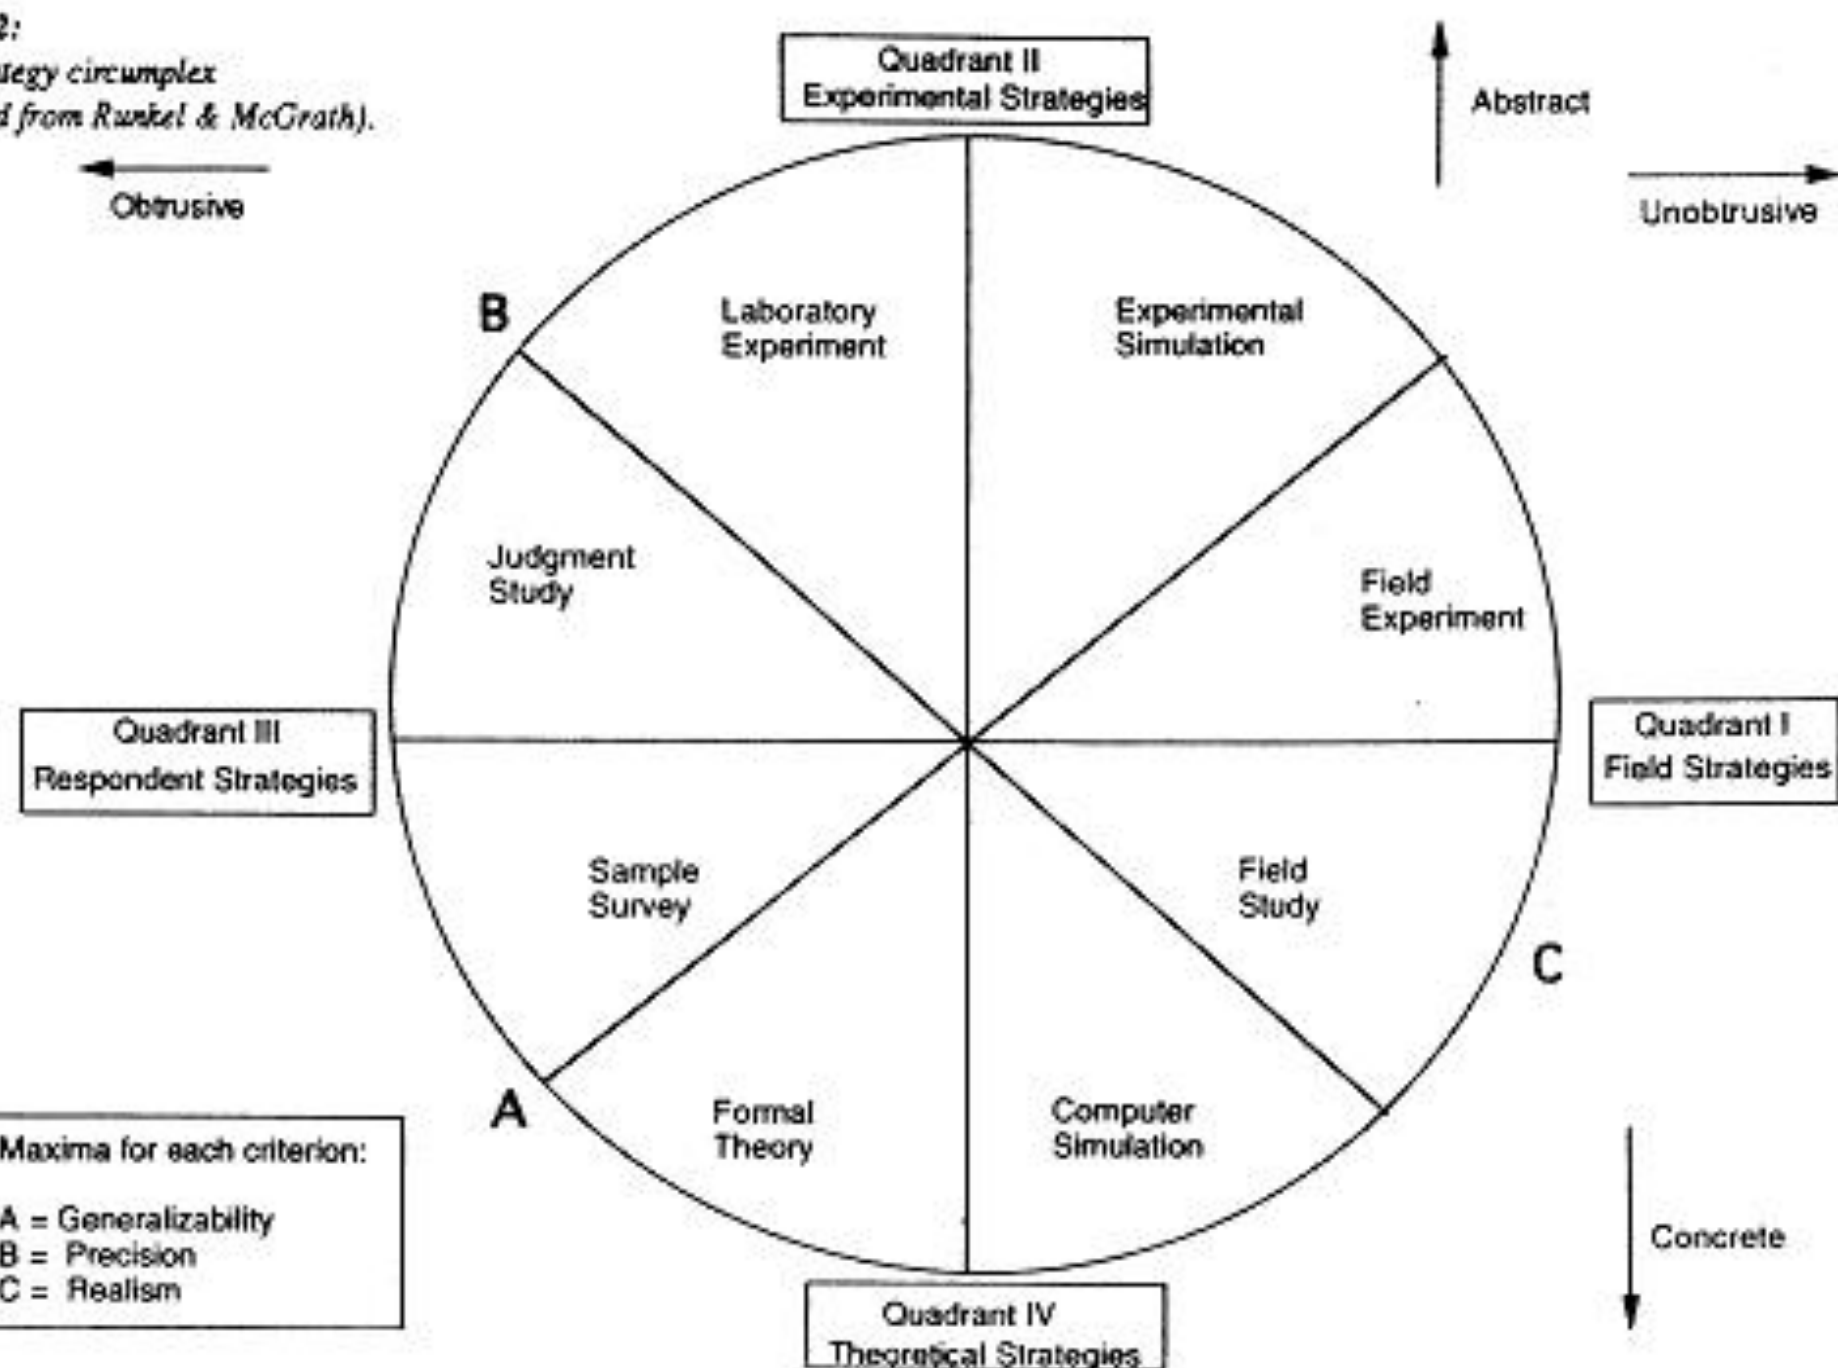 2:
tegy circumplex
d from Runkel & McGrath).
Obtrusive
Quadrant II
Experimental Strategies
Abstract
Unobtrusive
B
Laboratory
Experiment
Experimental
Simulation
Judgment
Study
Field
Experiment
Quadrant III
Respondent Strategies
Quadrant I
Field Strategies
Sample
Survey
Field
Study
C
A
Formal
Theory
Computer
Simulation
Maxima for each criterion:
A = Generalizability
B = Precision
C = Realism
Concrete
Quadrant IV
Theoretical Strategies